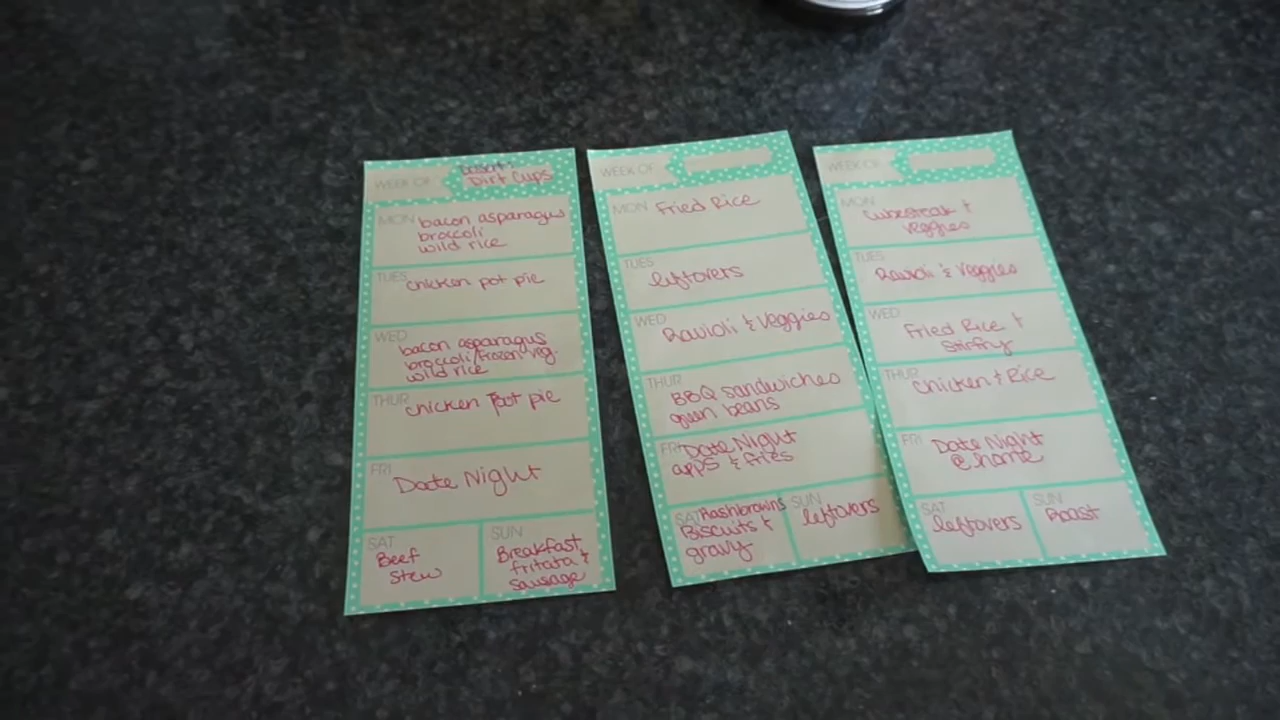 WEEK OF
Desert:
Dirt Cups
MON bacon asparagus
broccoli
wild rice
TUES chicken pot pie
WED bacon asparagus
broccoli/frozen veg.
wild rice
THUR chicken pot pie
FRI Date Night
SAT
Beef
Stew
SUN
Breakfast
fritata &
sausage
WEEK OF
MON Fried Rice
TUES
leftovers
WED
Ravioli & Veggies
THUR
BBQ sandwiches
green beans
FRI Date Night
apps & fries
SAT Hashbrowns
Biscuits &
gravy
SUN
leftovers
WEEK OF
MON
Cubesteak &
Veggies
TUES
Ravioli & Veggies
WED
Fried Rice &
Stirfry
THUR
Chicken & Rice
FRI
Date Night
@ home
SAT
leftovers
SUN
Roast